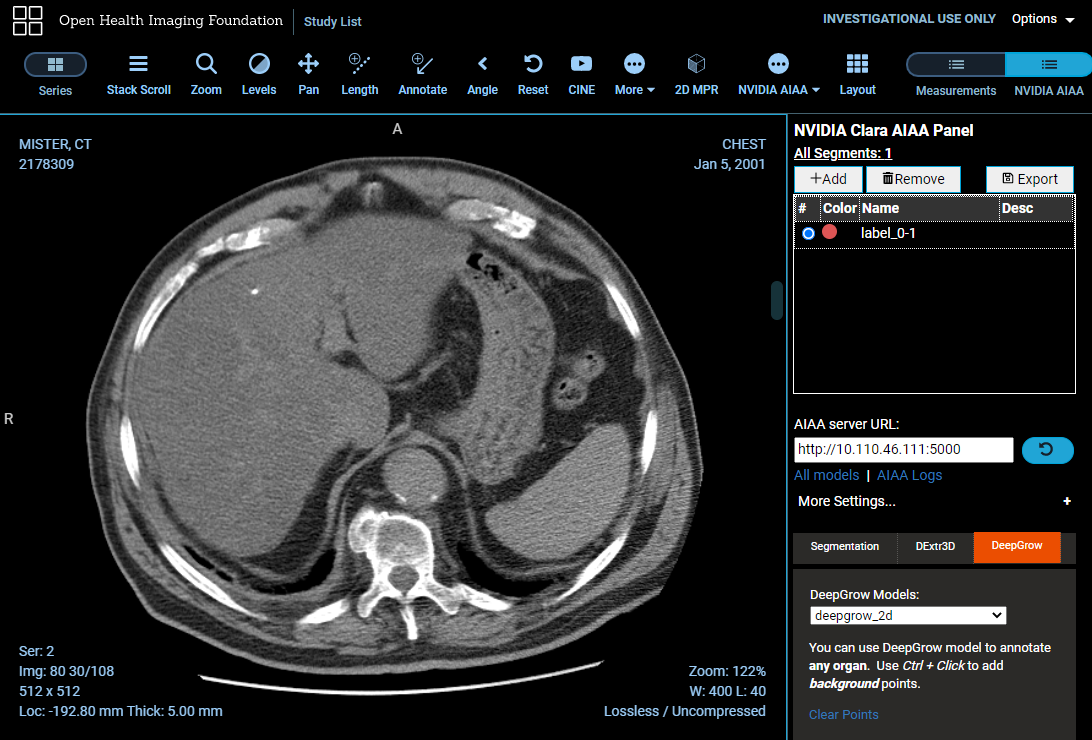 Open Health Imaging Foundation Study List
INVESTIGATIONAL USE ONLY Options
Series Stack Scroll Zoom Levels Pan Length Annotate Angle Reset CINE More 2D MPR NVIDIA AIAA Layout Measurements NVIDIA AIAA
MISTER, CT
2178309
A
CHEST
Jan 5, 2001
R
Ser: 2
Img: 80 30/108
512 x 512
Loc: -192.80 mm Thick: 5.00 mm
Zoom: 122%
W: 400 L: 40
Lossless / Uncompressed
NVIDIA Clara AIAA Panel
All Segments: 1
+Add Remove Export
# Color Name Desc
label_0-1
AIAA server URL:
http://10.110.46.111:5000
All models | AIAA Logs
More Settings... +
Segmentation DExtr3D DeepGrow
DeepGrow Models:
deepgrow_2d
You can use DeepGrow model to annotate
any organ. Use Ctrl + Click to add
background points.
Clear Points